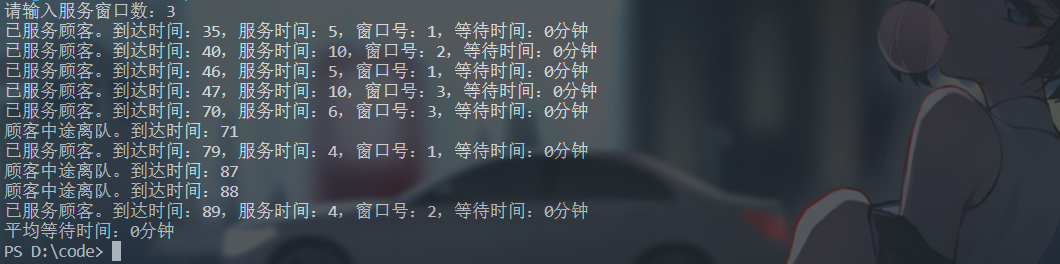 请输入服务窗口数：3
已服务顾客。到达时间：35，服务时间：5，窗口号：1，等待时间：0分钟
已服务顾客。到达时间：40，服务时间：10，窗口号：2，等待时间：0分钟
已服务顾客。到达时间：46，服务时间：5，窗口号：1，等待时间：0分钟
已服务顾客。到达时间：47，服务时间：10，窗口号：3，等待时间：0分钟
已服务顾客。到达时间：70，服务时间：6，窗口号：3，等待时间：0分钟
顾客中途离队。到达时间：71
已服务顾客。到达时间：79，服务时间：4，窗口号：1，等待时间：0分钟
顾客中途离队。到达时间：87
顾客中途离队。到达时间：88
已服务顾客。到达时间：89，服务时间：4，窗口号：2，等待时间：0分钟
平均等待时间：0分钟
PS D:\code>